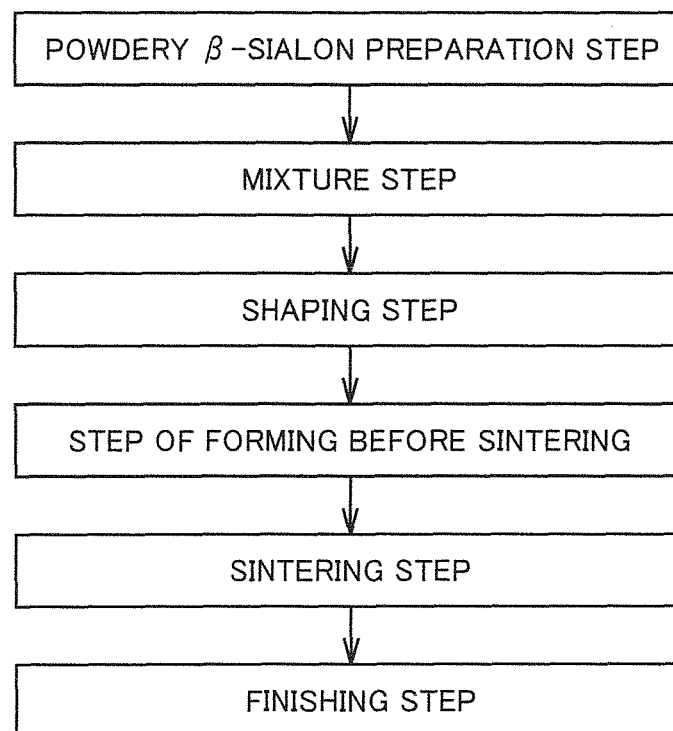 POWDERY β-SIALON PREPARATION STEP
MIXTURE STEP
SHAPING STEP
STEP OF FORMING BEFORE SINTERING
SINTERING STEP
FINISHING STEP